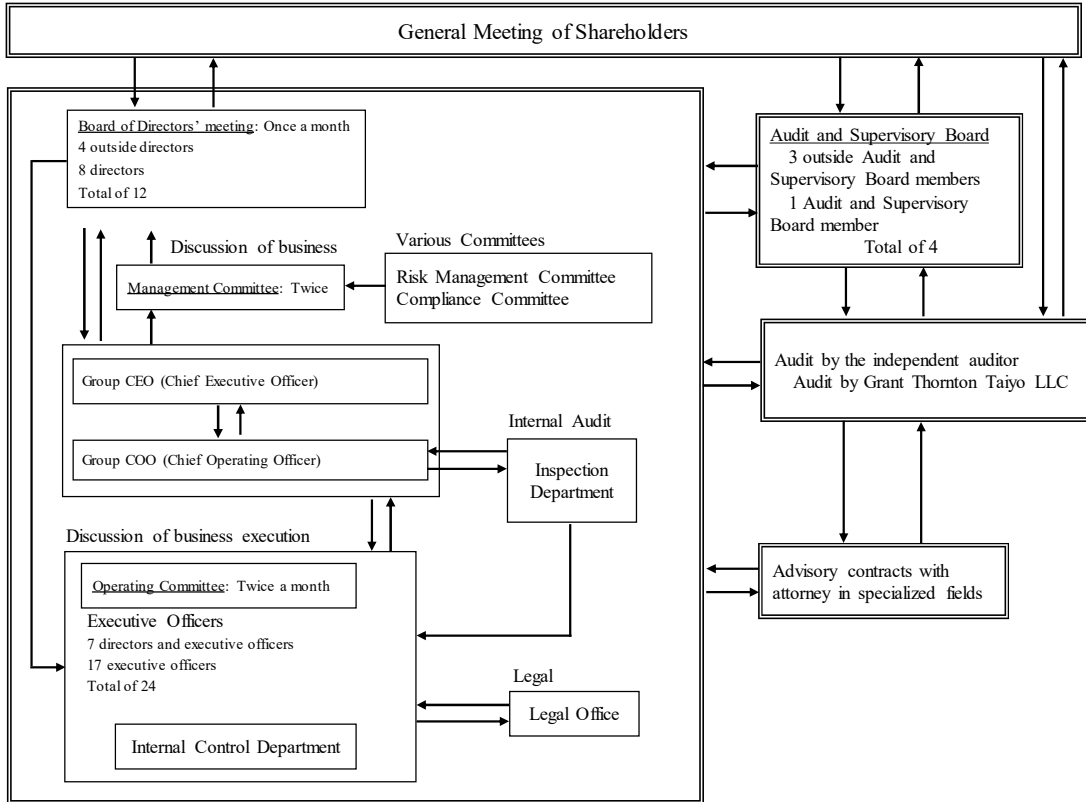 General Meeting of Shareholders
Board of Directors’ meeting: Once a month
4 outside directors
8 directors
Total of 12
Discussion of business
Management Committee: Twice
Various Committees
Risk Management Committee
Compliance Committee
Group CEO (Chief Executive Officer)
Group COO (Chief Operating Officer)
Internal Audit
Inspection
Department
Discussion of business execution
Operating Committee: Twice a month
Executive Officers
7 directors and executive officers
17 executive officers
Total of 24
Internal Control Department
Legal
Legal Office
Audit and Supervisory Board
3 outside Audit and
Supervisory Board members
1 Audit and Supervisory
Board member
Total of 4
Audit by the independent auditor
Audit by Grant Thornton Taiyo LLC
Advisory contracts with
attorney in specialized fields